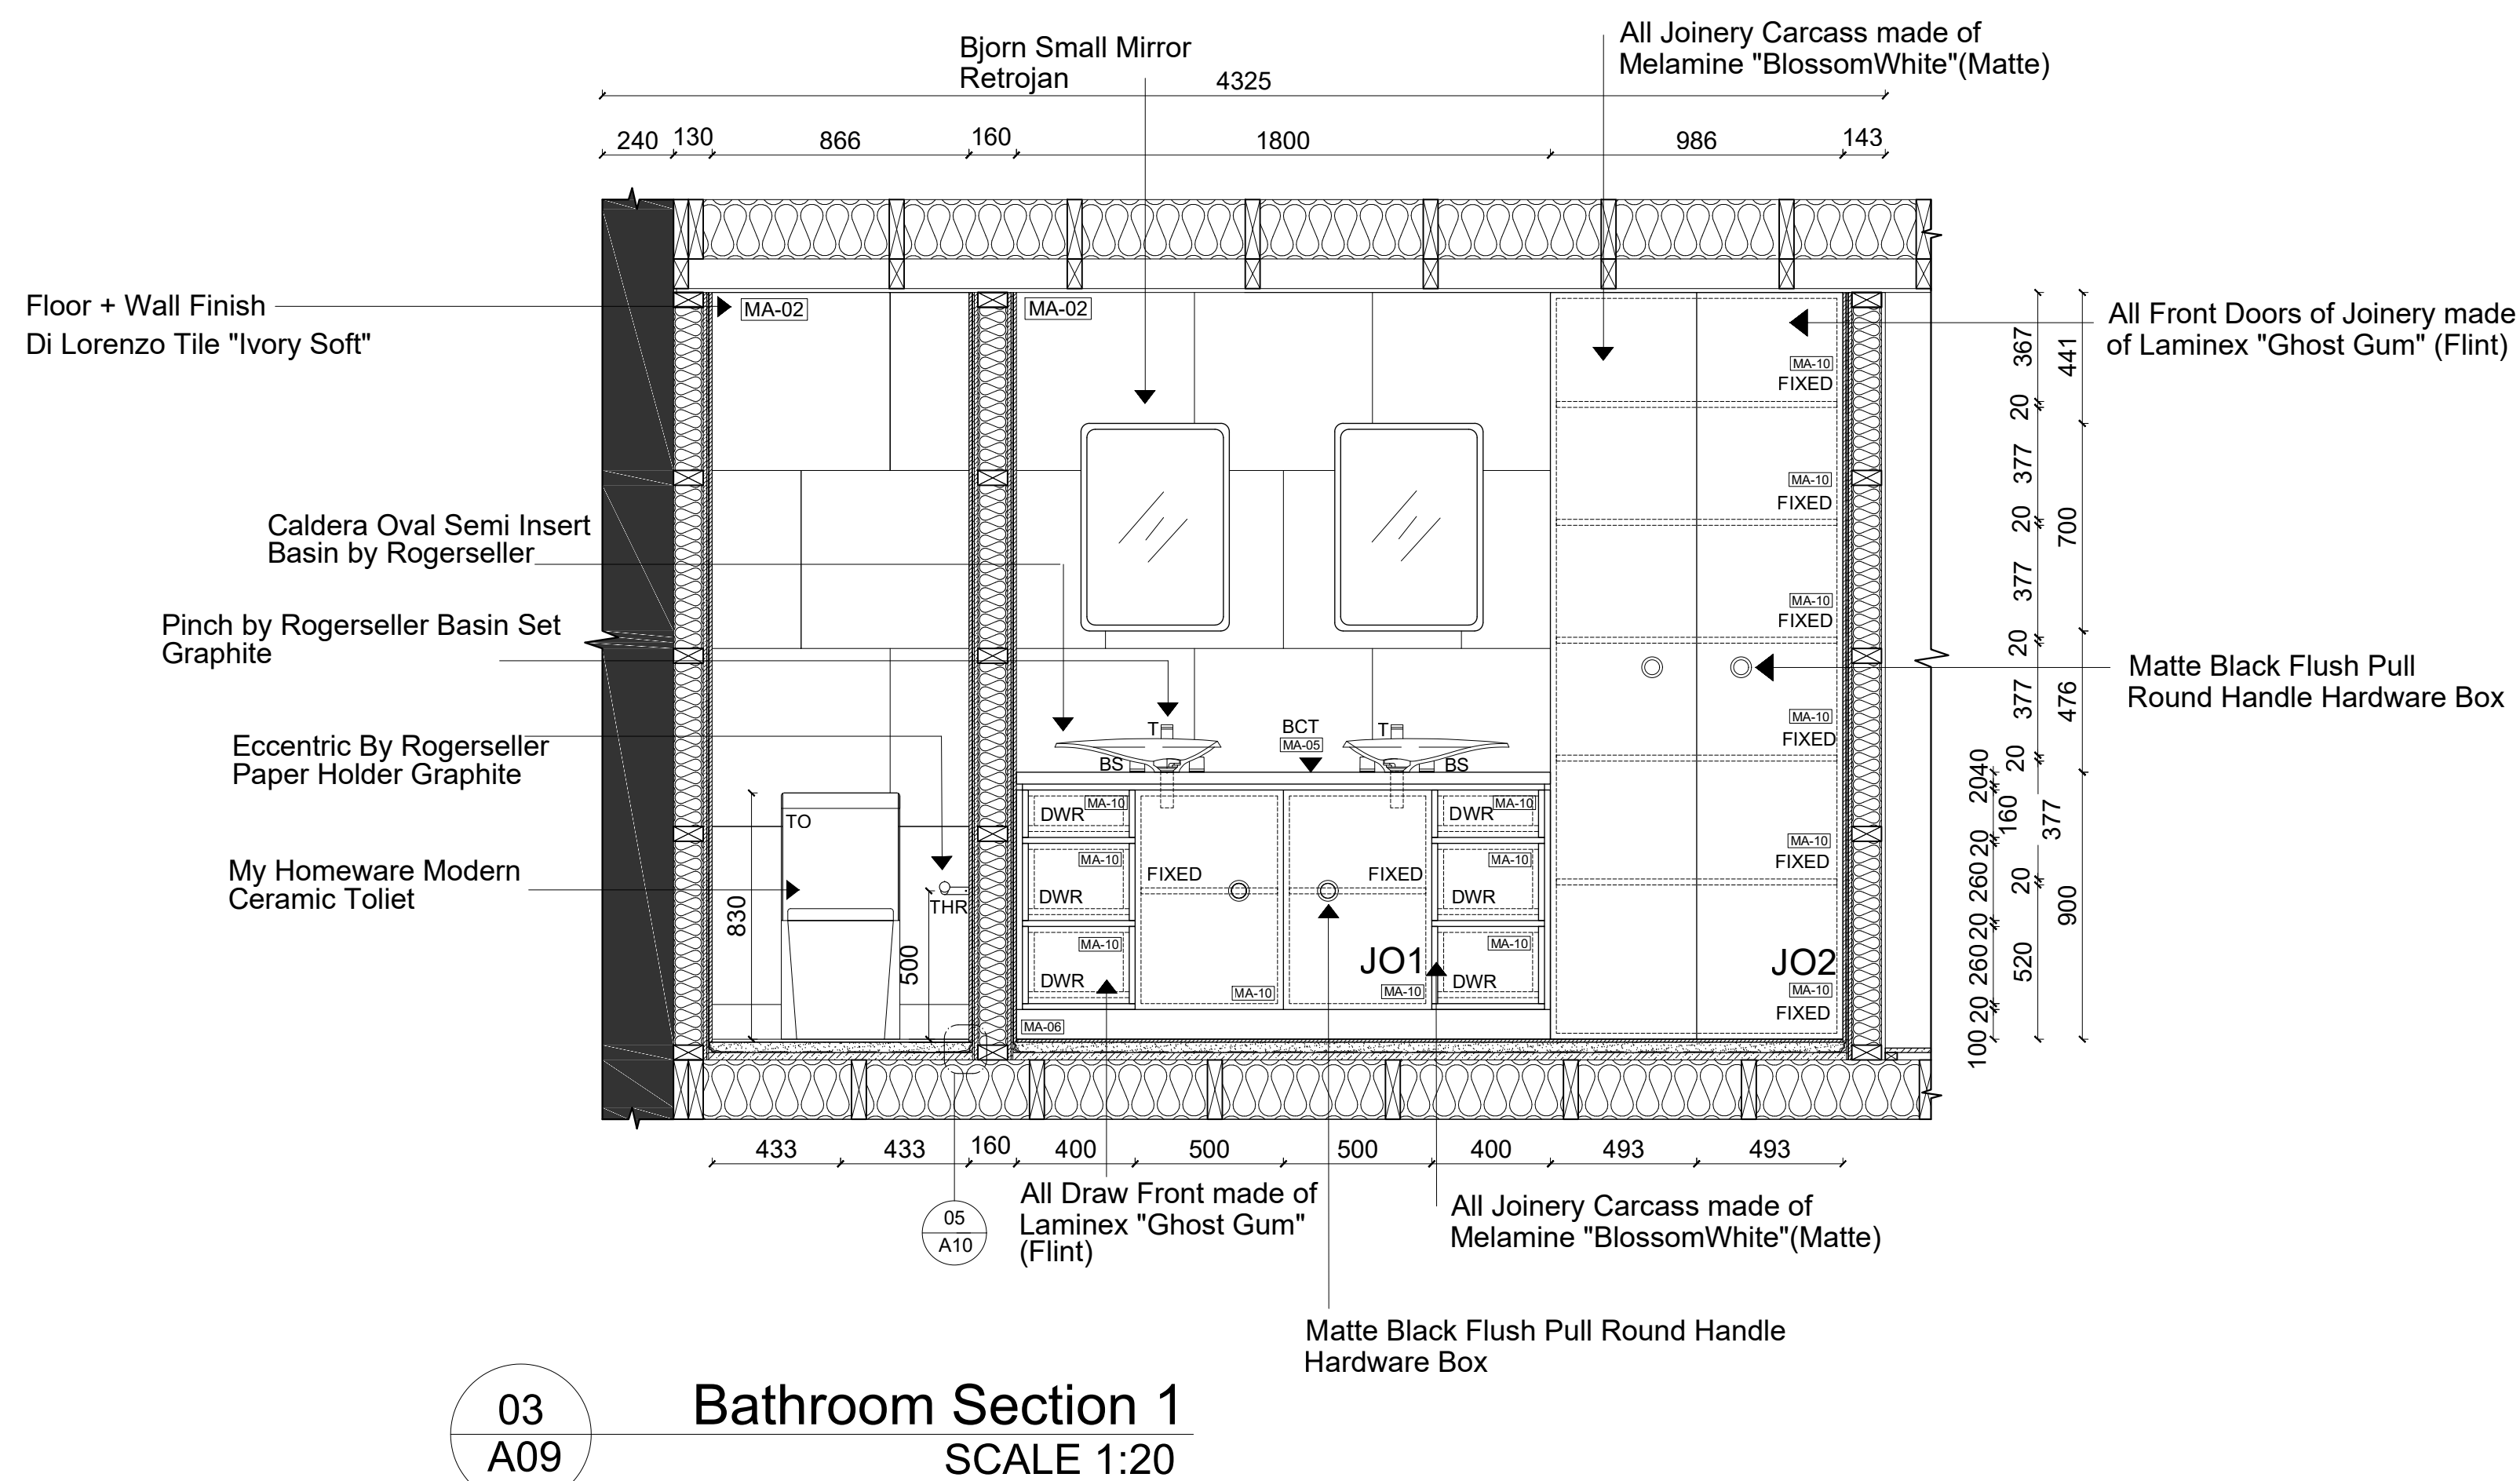 Bjorn Small Mirror
Retrojan
All Joinery Carcass made of
Melamine "BlossomWhite"(Matte)
4325
240
130
866
160
1800
986
143
Floor + Wall Finish
Di Lorenzo Tile "Ivory Soft"
MA-02
MA-02
All Front Doors of Joinery made
of Laminex "Ghost Gum" (Flint)
MA-10
FIXED
MA-10
FIXED
MA-10
FIXED
MA-10
FIXED
MA-10
FIXED
JO2
MA-10
FIXED
367
20
377
20
377
20
377
20
377
20
520
441
700
476
900
40
20
160
20
260
20
260
20
100
Caldera Oval Semi Insert
Basin by Rogerseller
Pinch by Rogerseller Basin Set
Graphite
Matte Black Flush Pull
Round Handle Hardware Box
Eccentric By Rogerseller
Paper Holder Graphite
My Homeware Modern
Ceramic Toliet
T
BCT
MA-05
T
BS
BS
TO
830
THR
500
DWR
MA-10
MA-10
DWR
MA-10
DWR
FIXED
FIXED
MA-10
MA-10
JO1
DWR
MA-10
MA-10
DWR
MA-10
DWR
MA-06
433
433
160
400
500
500
400
493
493
05
A10
All Draw Front made of
Laminex "Ghost Gum"
(Flint)
All Joinery Carcass made of
Melamine "BlossomWhite"(Matte)
Matte Black Flush Pull Round Handle
Hardware Box
03
A09
Bathroom Section 1
SCALE 1:20